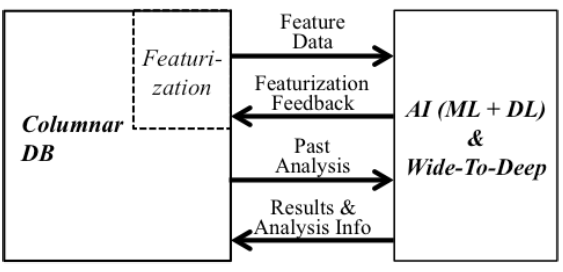 Featuri-
zation
Columnar
DB
Feature
Data
Featurization
Feedback
Past
Analysis
Results &
Analysis Info
AI (ML + DL)
&
Wide-To-Deep